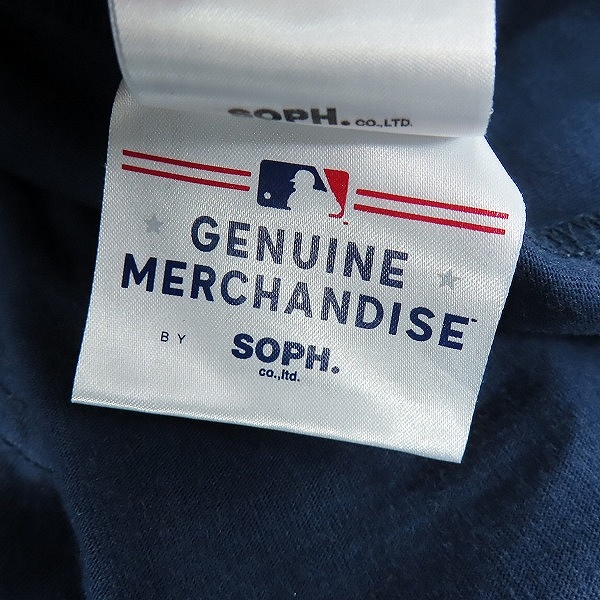 SOPH. CO.,LTD.
GENUINE
MERCHANDISE™
BY SOPH.
co.,ltd.